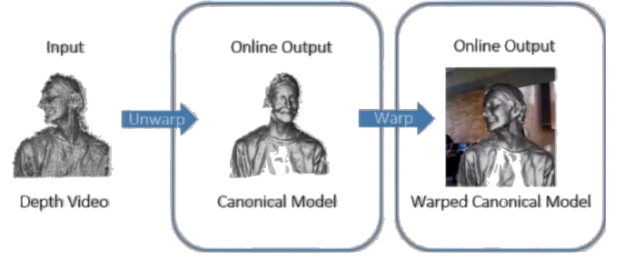 Input
Depth Video
Unwarp
Online Output
Canonical Model
Warp
Online Output
Warped Canonical Model